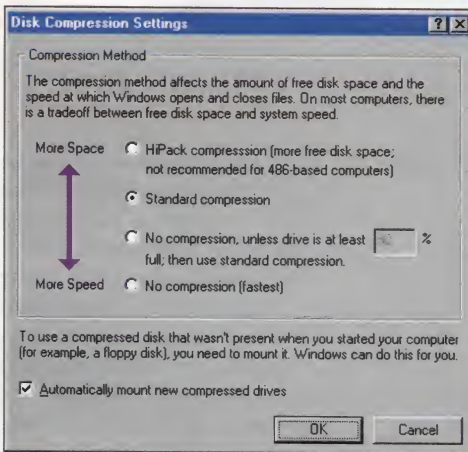 Disk Compression Settings
Compression Method
The compression method affects the amount of free disk space and the
speed at which Windows opens and closes files. On most computers, there
is a tradeoff between free disk space and system speed.
More Space
HiPack compresssion (more free disk space;
not recommended for 486-based computers)
Standard compression
No compression, unless drive is at least %
full; then use standard compression.
More Speed
No compression (fastest)
To use a compressed disk that wasn't present when you started your computer
(for example, a floppy disk), you need to mount it. Windows can do this for you.
Automatically mount new compressed drives
OK
Cancel